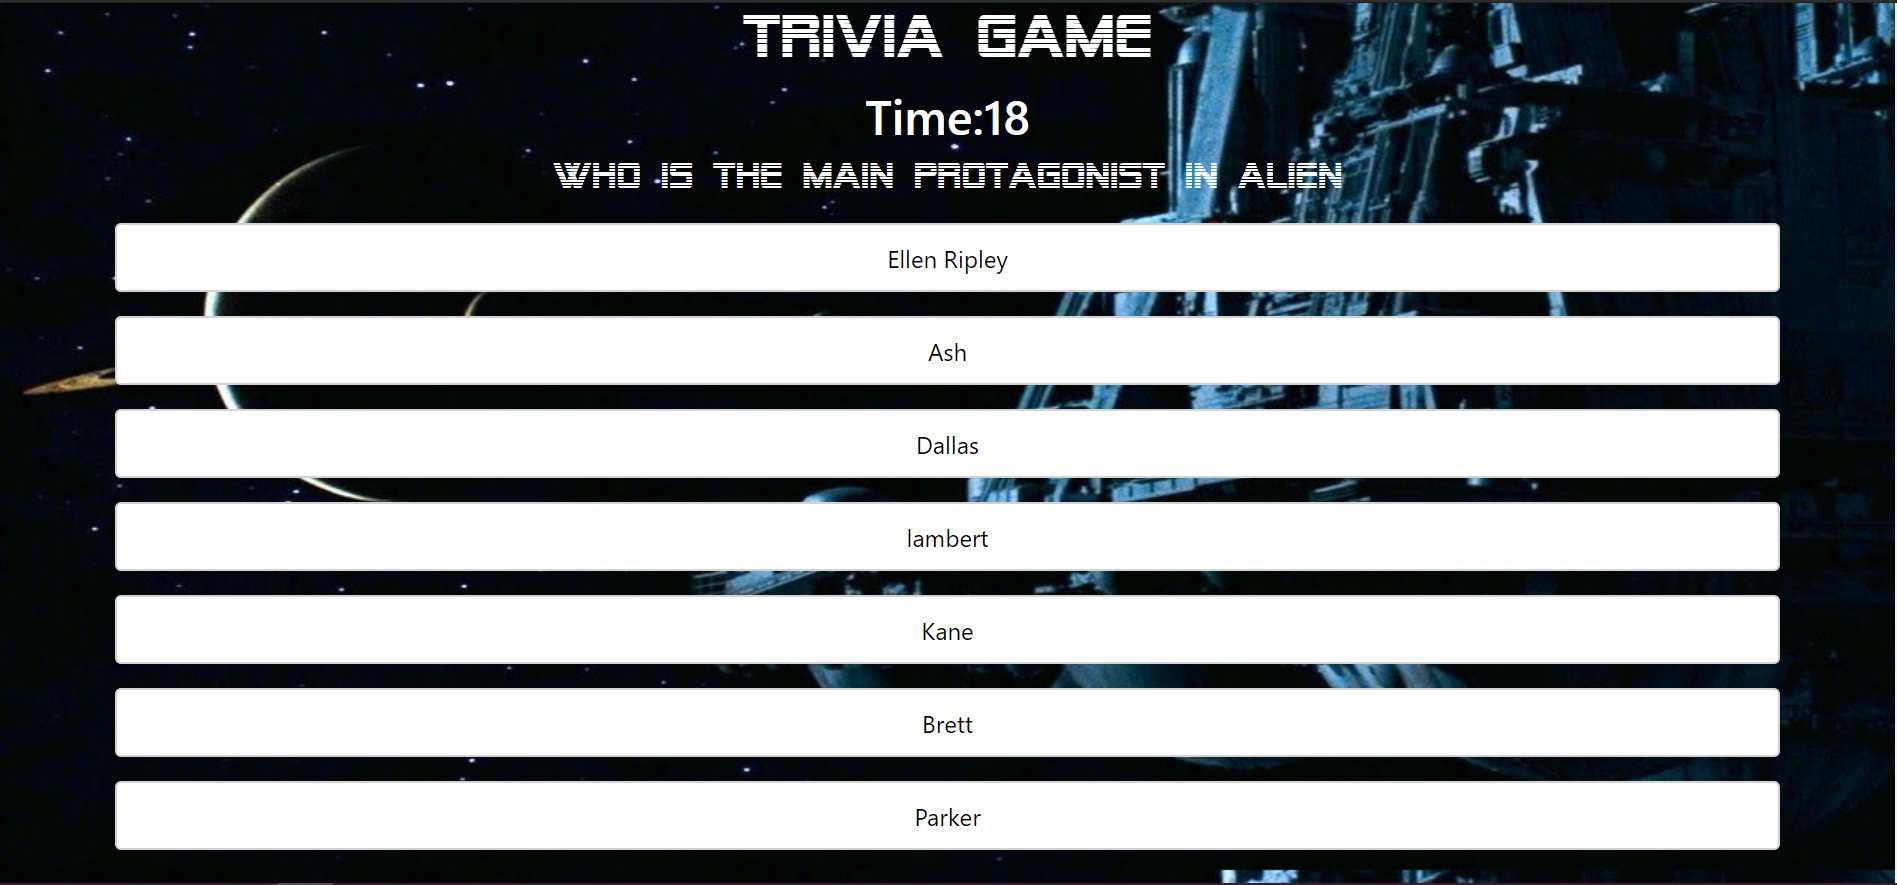 TRIVIA GAME
Time:18
WHO IS THE MAIN PROTAGONIST IN ALIEN
Ellen Ripley
Ash
Dallas
lambert
Kane
Brett
Parker